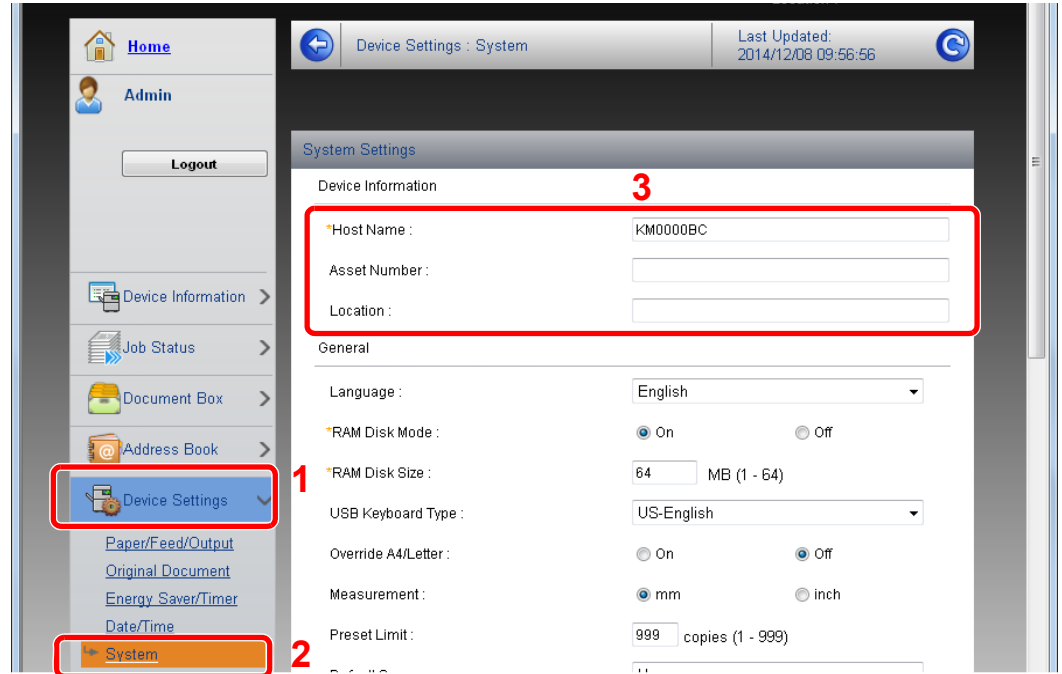 Home
Admin
Logout
Device Information
Job Status
Document Box
Address Book
1
Device Settings
Paper/Feed/Output
Original Document
Energy Saver/Timer
Date/Time
2
System
Device Settings : System
Last Updated:
2014/12/08 09:56:56
System Settings
Device Information
3
*Host Name : KM0000BC
Asset Number :
Location :
General
Language : English
*RAM Disk Mode : On Off
*RAM Disk Size : 64 MB (1 - 64)
USB Keyboard Type : US-English
Override A4/Letter : On Off
Measurement : mm inch
Preset Limit : 999 copies (1 - 999)